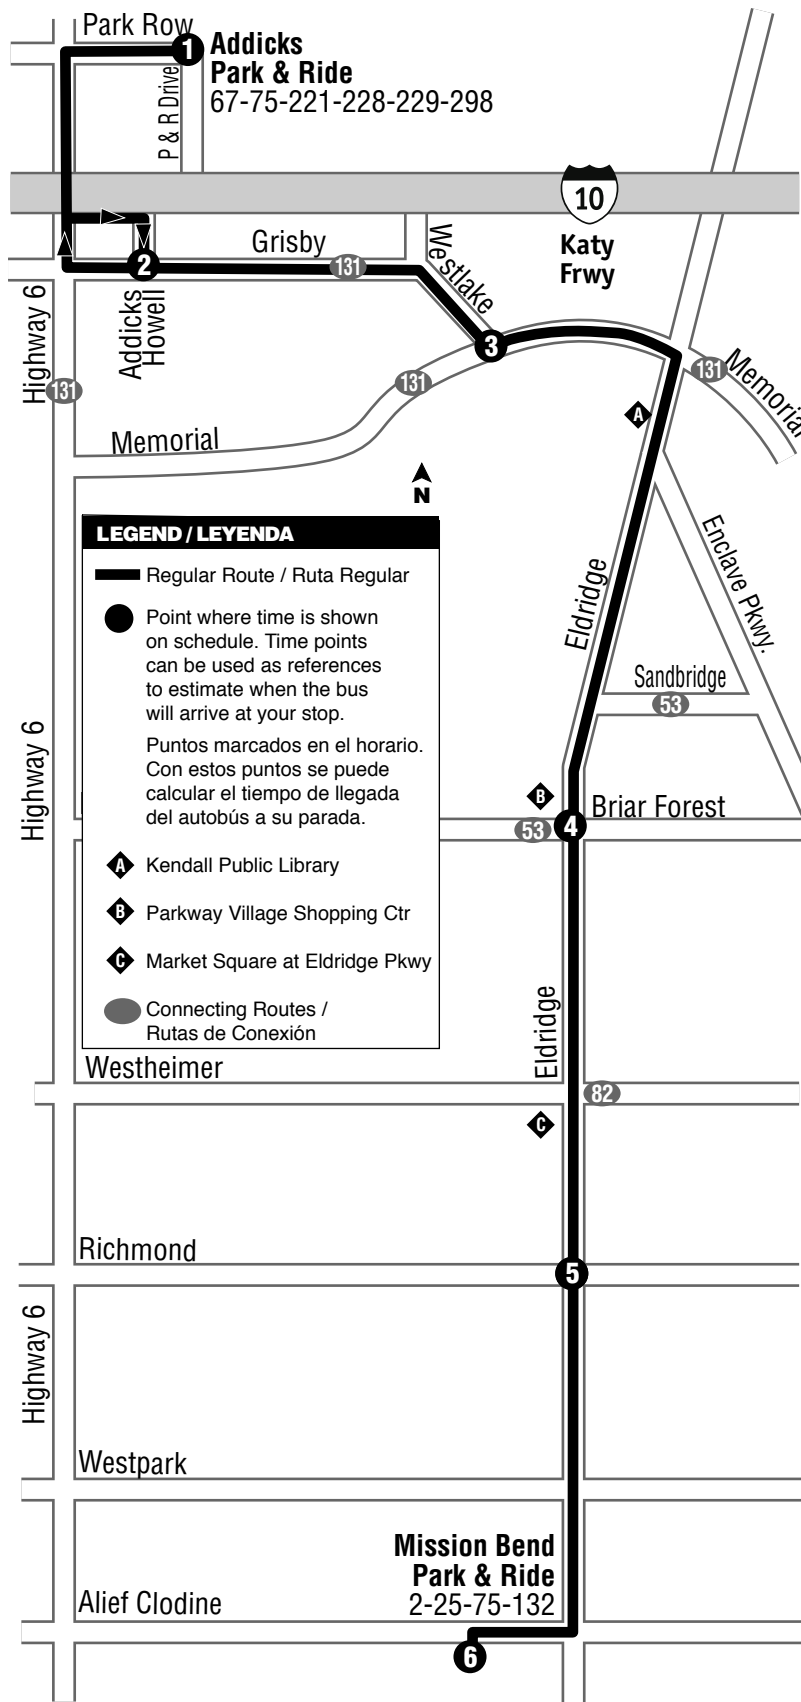 Park Row
1
Addicks
Park & Ride
67-75-221-228-229-298
P & R Drive
10
Katy
Frwy
Grisby
131
Westlake
2
Addicks
Howell
Highway 6
131
3
131
131
Memorial
A
Memorial
N
LEGEND / LEYENDA
Regular Route / Ruta Regular
Point where time is shown
on schedule. Time points
can be used as references
to estimate when the bus
will arrive at your stop.
Puntos marcados en el horario.
Con estos puntos se puede
calcular el tiempo de llegada
del autobús a su parada.
A Kendall Public Library
B Parkway Village Shopping Ctr
C Market Square at Eldridge Pkwy
Connecting Routes /
Rutas de Conexión
Enclave Pkwy.
Eldridge
Sandbridge
53
Highway 6
B
Briar Forest
53
4
Eldridge
Westheimer
82
C
Richmond
5
Highway 6
Westpark
Mission Bend
Park & Ride
2-25-75-132
Alief Clodine
6